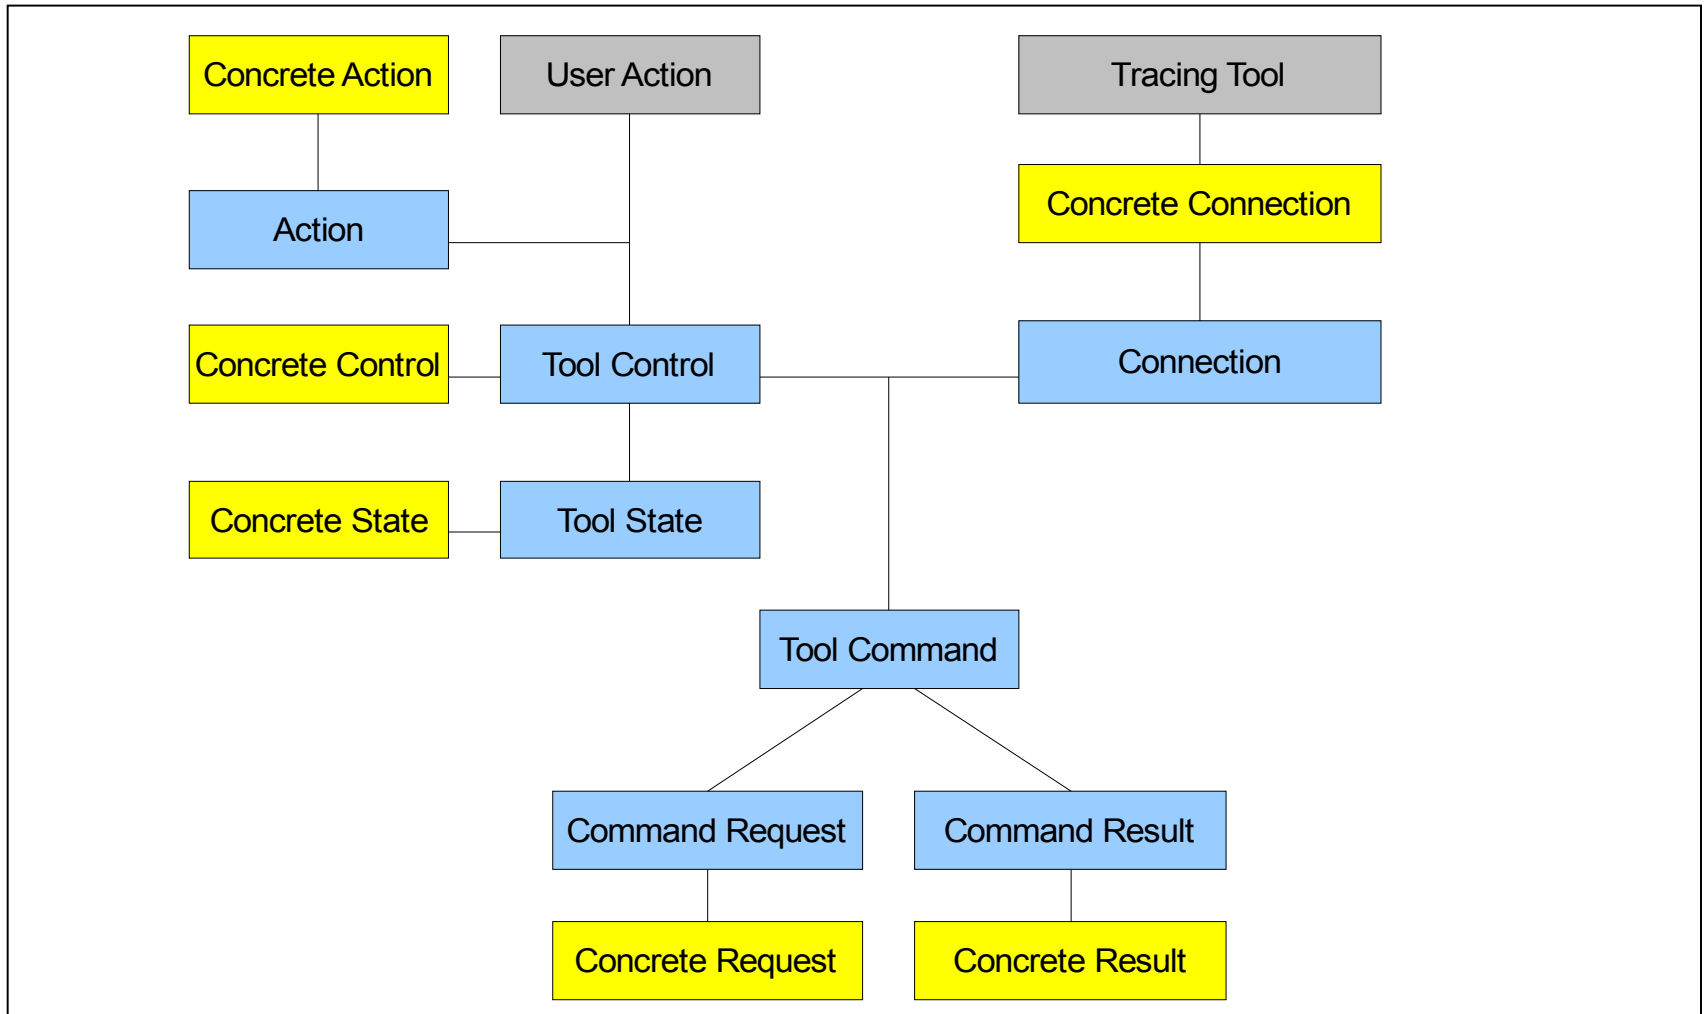 Concrete Action
User Action
Tracing Tool
Concrete Connection
Action
Concrete Control
Tool Control
Connection
Concrete State
Tool State
Tool Command
Command Request
Command Result
Concrete Request
Concrete Result